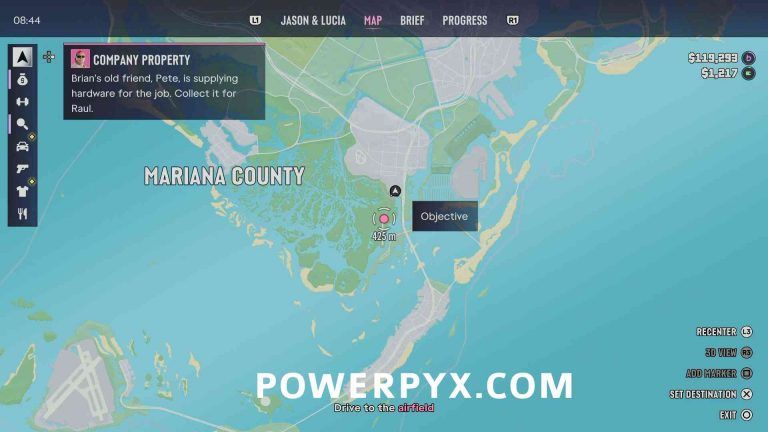 08:44
L1 JASON & LUCIA MAP BRIEF PROGRESS R1
COMPANY PROPERTY
Brian's old friend, Pete, is supplying
hardware for the job. Collect it for
Raul.
$119,293
$1,217
MARIANA COUNTY
Objective
425 m
RECENTER L3
3D VIEW R3
ADD MARKER
SET DESTINATION
EXIT
POWERPYX.COM
Drive to the airfield